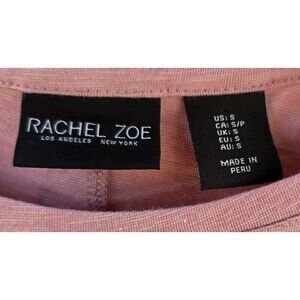 RACHEL ZOE
LOS ANGELES NEW YORK
US: S
CA: S/P
UK: S
EU: S
AU: S
MADE IN
PERU